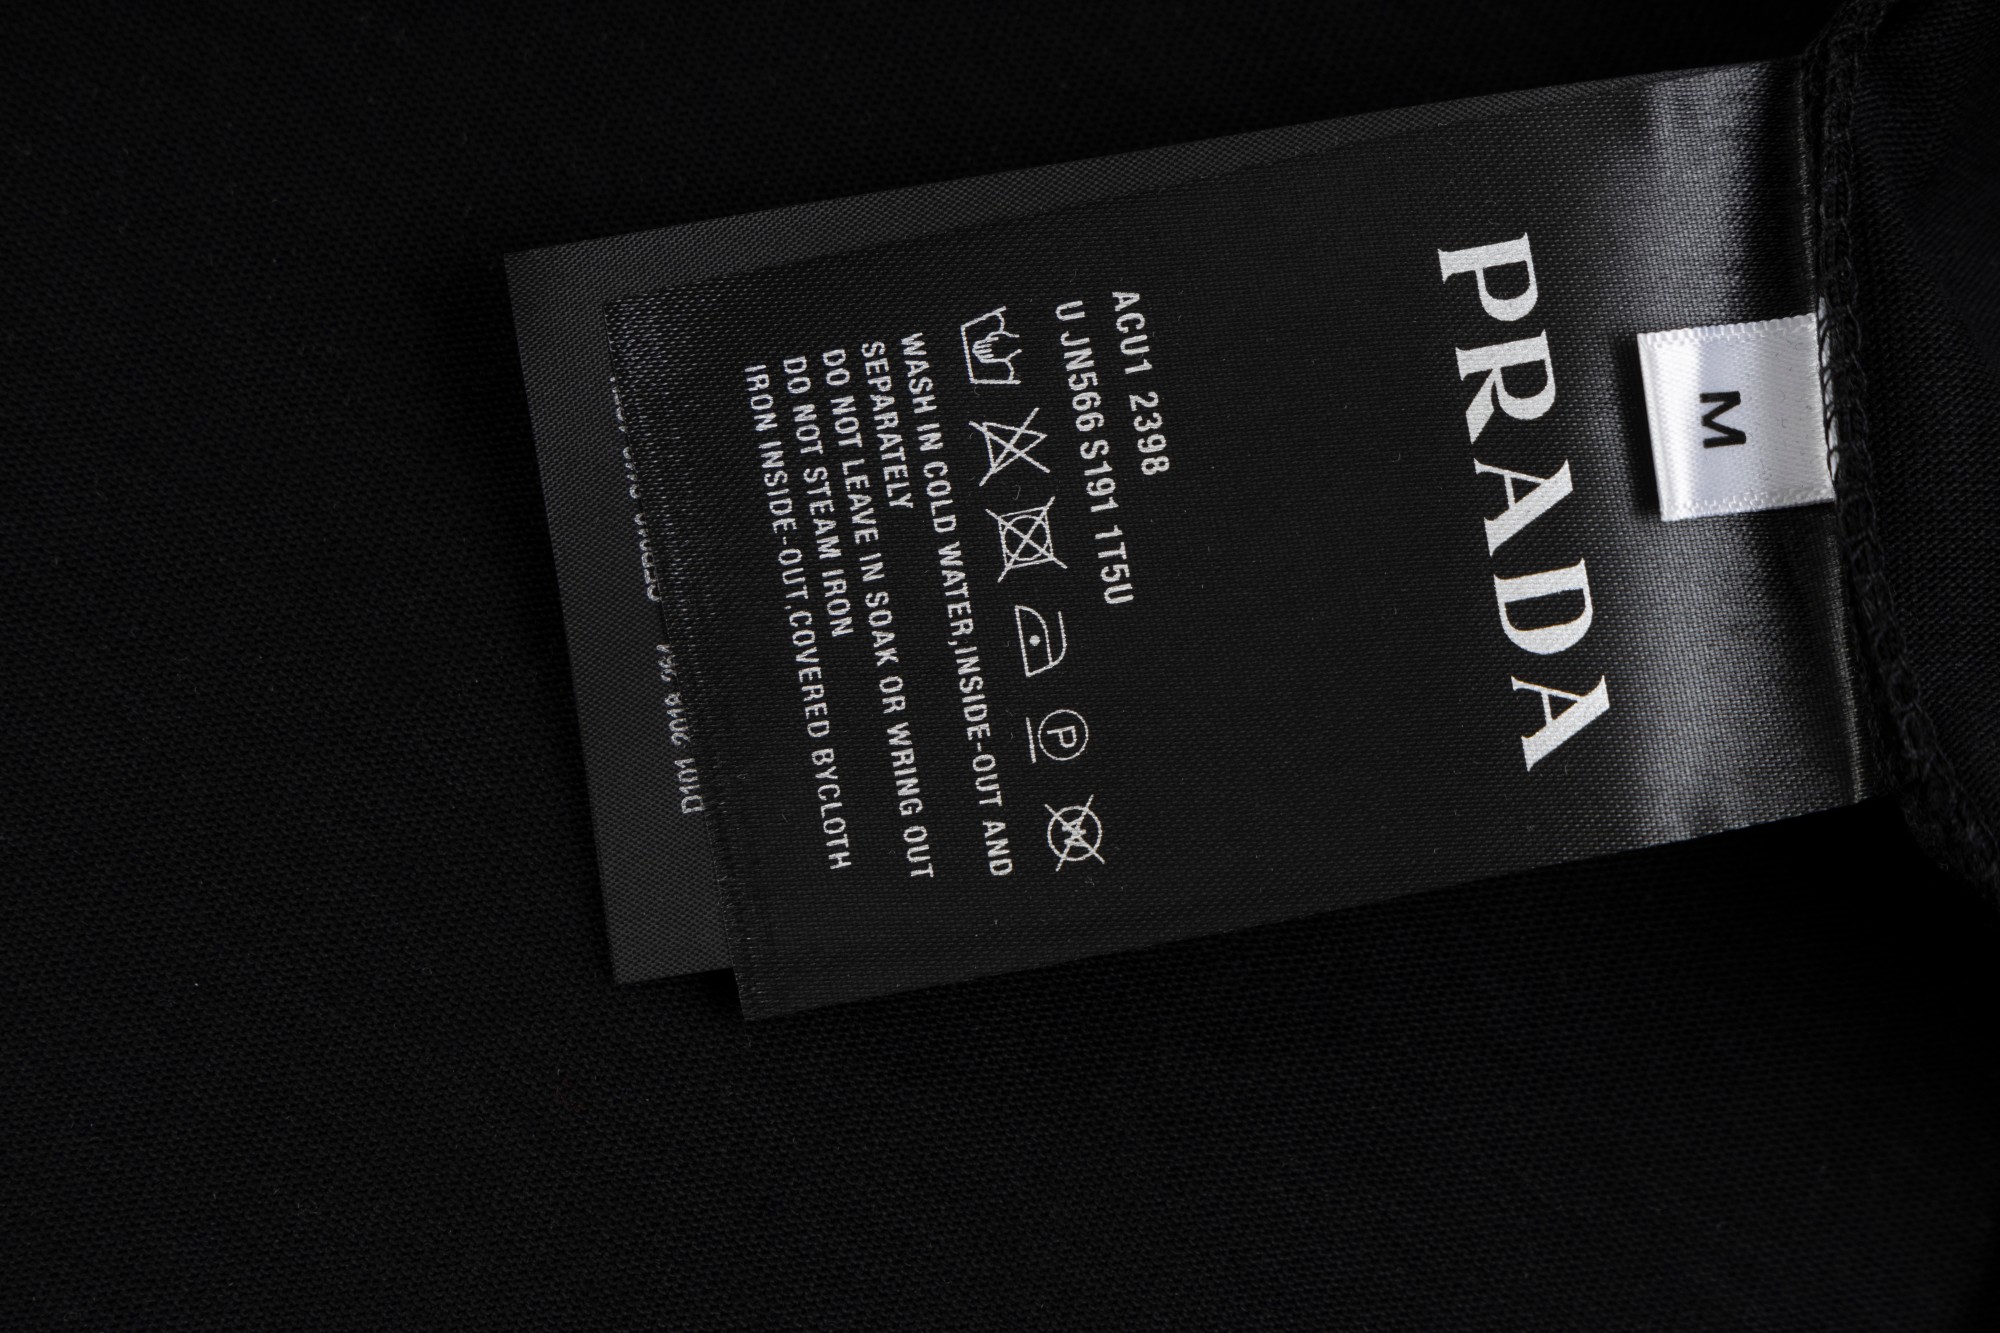 PRADA
M
ACU1 2398
UJN566 S191 1T5U
P
W
WASH IN COLD WATER,INSIDE-OUT AND
SEPARATELY
DO NOT LEAVE IN SOAK OR WRING OUT
DO NOT STEAM IRON
IRON INSIDE-OUT,COVERED BYCLOTH